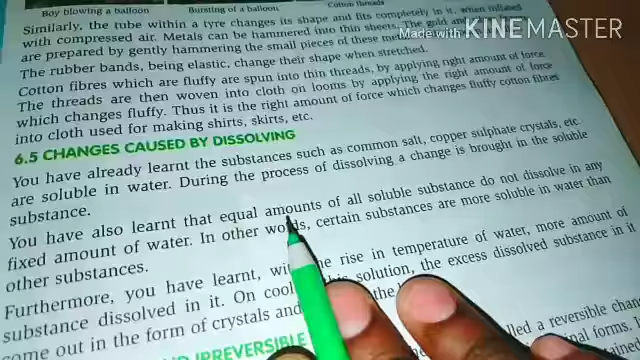 Boy blowing a balloon Bursting of a balloon Cotton threads
Similarly, the tube within a tyre changes its shape and fits completely in it, when inflated
with compressed air. Metals can be hammered into thin sheets. The gold and
are prepared by gently hammering the small pieces of these
The rubber bands, being elastic, change their shape when stretched.
Cotton fibres which are fluffy are spun into thin threads, by applying right amount of force.
The threads are then woven into cloth on looms by applying the right amount of force
which changes fluffy. Thus it is the right amount of force which changes fluffy cotton fibres
into cloth used for making shirts, skirts, etc.
6.5 CHANGES CAUSED BY DISSOLVING
You have already learnt the substances such as common salt, copper sulphate crystals, etc.
are soluble in water. During the process of dissolving a change is brought in the soluble
substance.
You have also learnt that equal amounts of all soluble substance do not dissolve in any
fixed amount of water. In other words, certain substances are more soluble in water than
other substances.
Furthermore, you have learnt, rise in temperature of water, more amount of
substance dissolved in it. On solution, the excess dissolved substance in it
come out in the form of crystals and the
IRREVERSIBLE
a reversible
forms.
Made with KINEMASTER